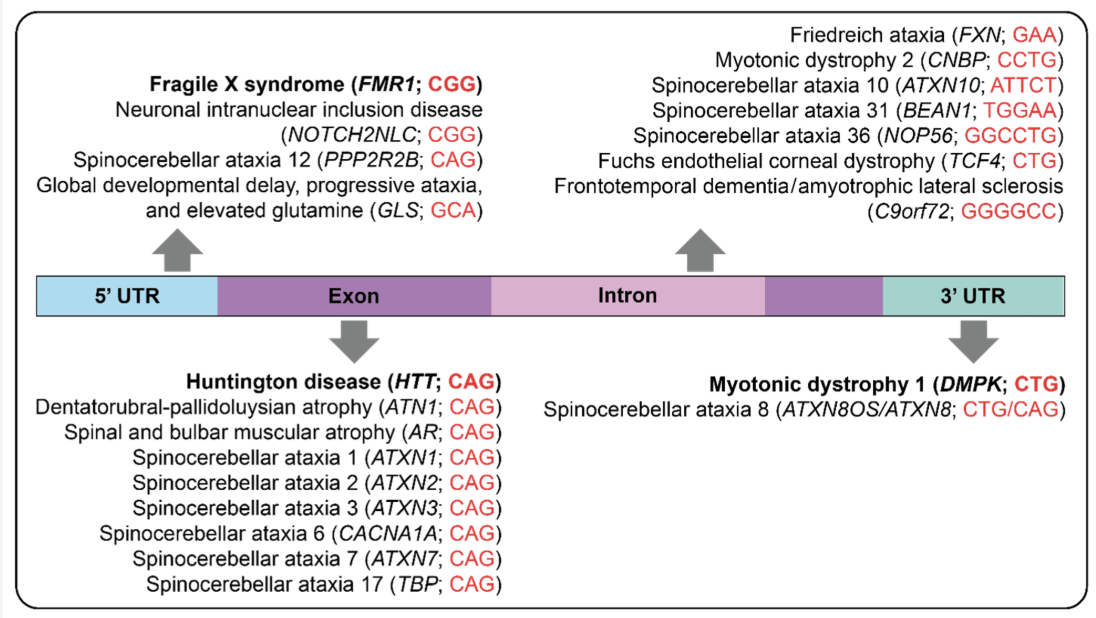 Fragile X syndrome (FMR1; CGG)
Neuronal intranuclear inclusion disease
(NOTCH2NLC; CGG)
Spinocerebellar ataxia 12 (PPP2R2B; CAG)
Global developmental delay, progressive ataxia,
and elevated glutamine (GLS; GCA)
Friedreich ataxia (FXN; GAA)
Myotonic dystrophy 2 (CNBP; CCTG)
Spinocerebellar ataxia 10 (ATXN10; ATTCT)
Spinocerebellar ataxia 31 (BEAN1; TGGAA)
Spinocerebellar ataxia 36 (NOP56; GGCCTG)
Fuchs endothelial corneal dystrophy (TCF4; CTG)
Frontotemporal dementia/amyotrophic lateral sclerosis
(C9orf72; GGGGCC)
5’ UTR
Exon
Intron
3’ UTR
Huntington disease (HTT; CAG)
Dentatorubral-pallidoluysian atrophy (ATN1; CAG)
Spinal and bulbar muscular atrophy (AR; CAG)
Spinocerebellar ataxia 1 (ATXN1; CAG)
Spinocerebellar ataxia 2 (ATXN2; CAG)
Spinocerebellar ataxia 3 (ATXN3; CAG)
Spinocerebellar ataxia 6 (CACNA1A; CAG)
Spinocerebellar ataxia 7 (ATXN7; CAG)
Spinocerebellar ataxia 17 (TBP; CAG)
Myotonic dystrophy 1 (DMPK; CTG)
Spinocerebellar ataxia 8 (ATXN8OS/ATXN8; CTG/CAG)